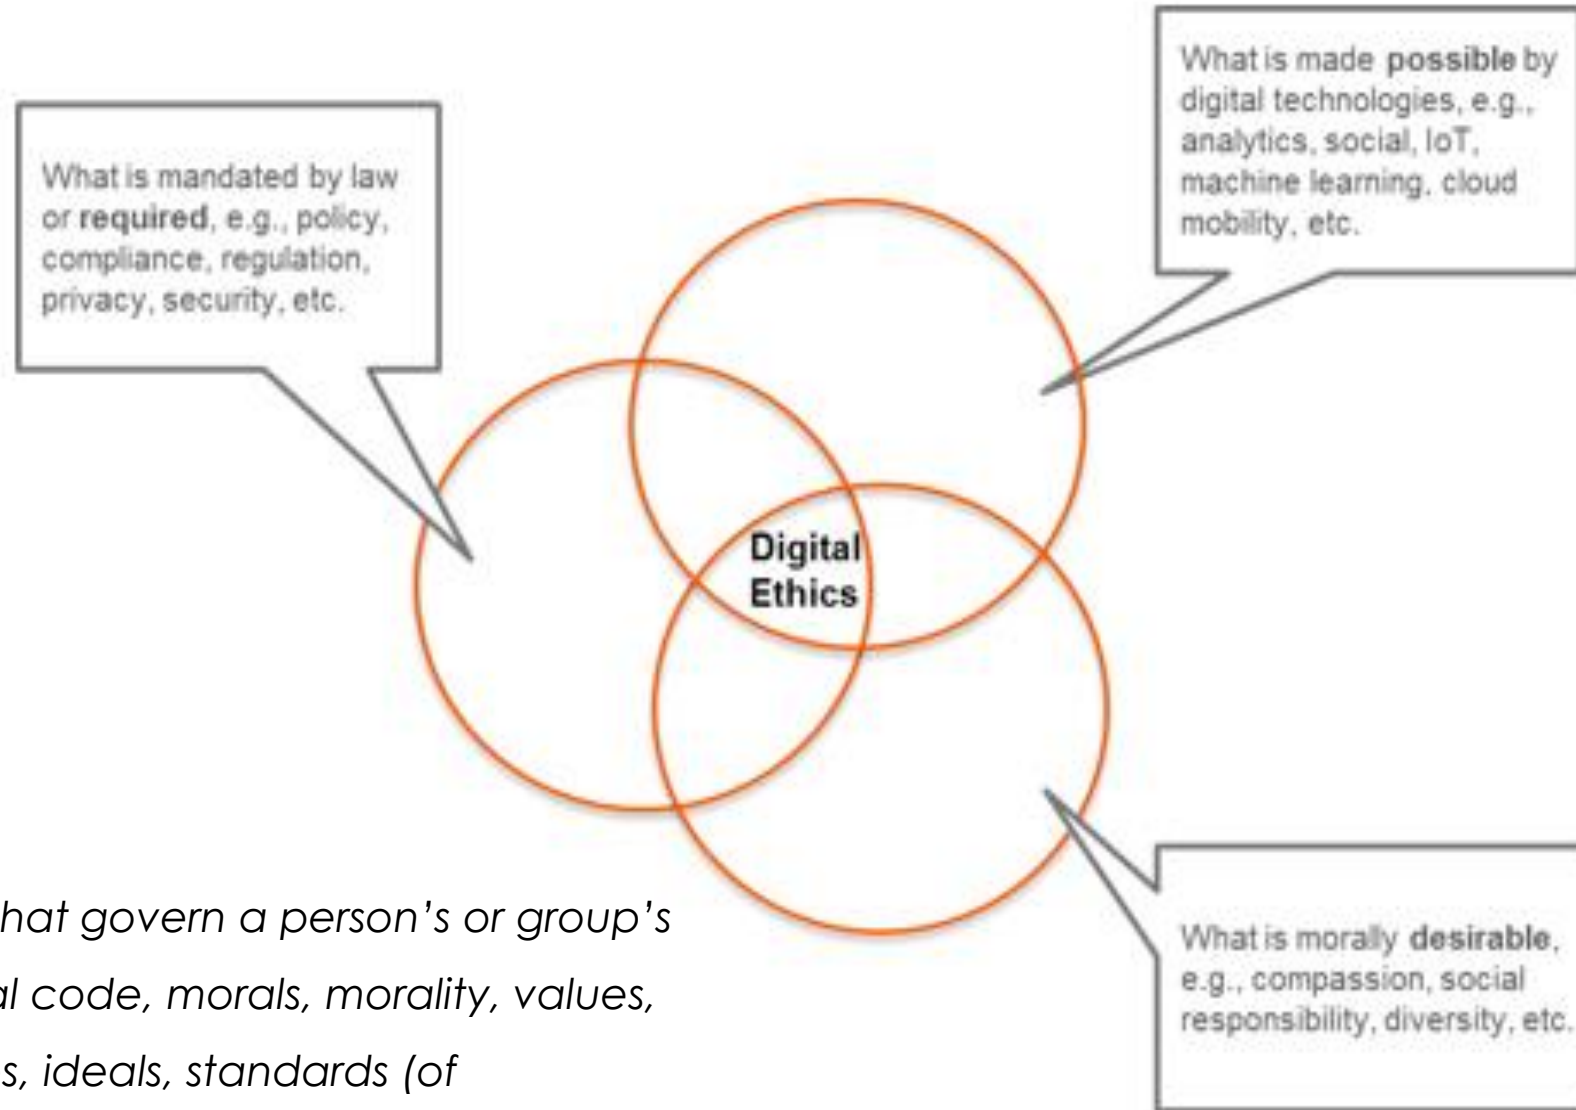 What is made possible by
digital technologies, e.g.,
analytics, social, IoT,
machine learning, cloud
mobility, etc.
What is mandated by law
or required, e.g., policy,
compliance, regulation,
privacy, security, etc.
Digital
Ethics
hat govern a person’s or group’s
al code, morals, morality, values,
s, ideals, standards (of
What is morally desirable,
e.g., compassion, social
responsibility, diversity, etc.